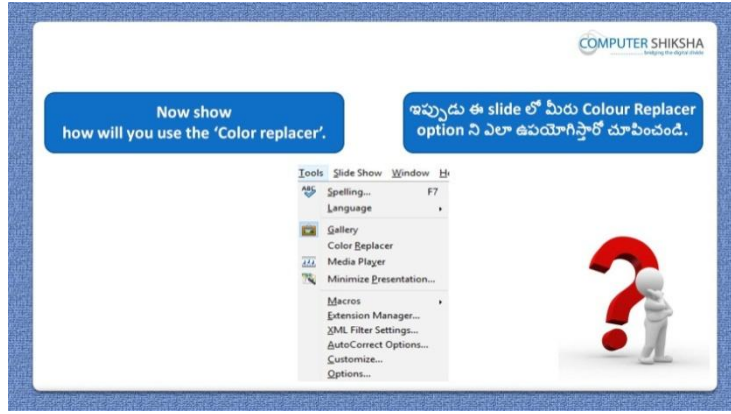 COMPUTER SHIKSHA
Bridging the digital divide
Now show
how will you use the ‘Color replacer’.
ఇప్పుడు ఈ slide లో మీరు Colour Replacer
option ని ఎలా ఉపయోగిస్తారో చూపించండి.
Tools Slide Show Window H
ABC Spelling... F7
Language
Gallery
Color Replacer
Media Player
Minimize Presentation...
Macros
Extension Manager...
XML Filter Settings...
AutoCorrect Options...
Customize...
Options...